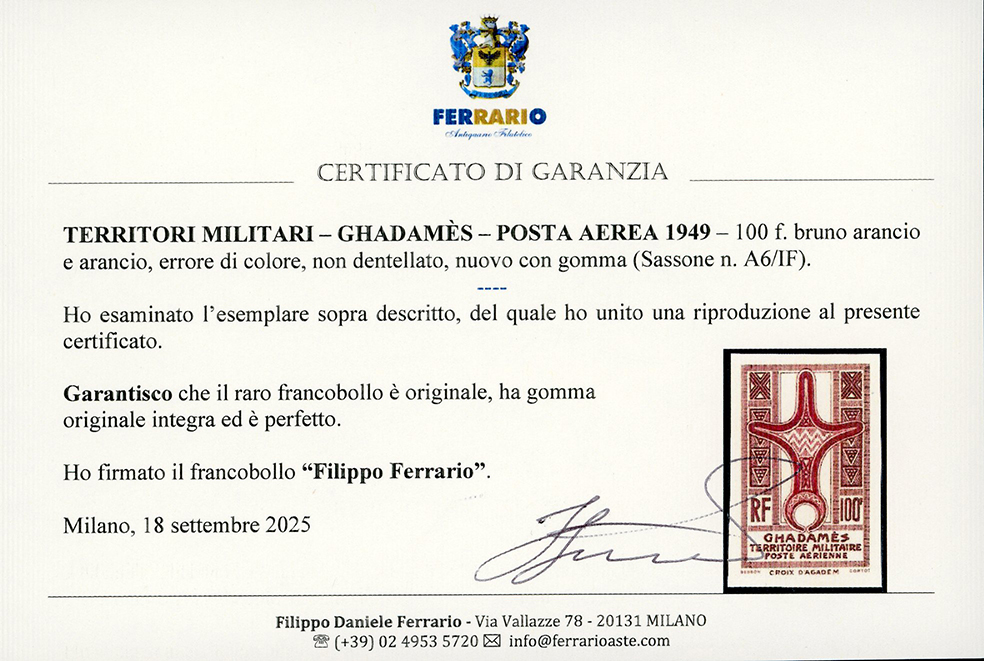 FERRARIO
Antiquario Filatelico
CERTIFICATO DI GARANZIA
TERRITORI MILITARI – GHADAMÈS – POSTA AEREA 1949 – 100 f. bruno arancio
e arancio, errore di colore, non dentellato, nuovo con gomma (Sassone n. A6/IF).
----
Ho esaminato l’esemplare sopra descritto, del quale ho unito una riproduzione al presente
certificato.
Garantisco che il raro francobollo è originale, ha gomma
originale integra ed è perfetto.
Ho firmato il francobollo “Filippo Ferrario”.
Milano, 18 settembre 2025
RF 100F
GHADAMÈS
TERRITOIRE MILITAIRE
POSTE AÉRIENNE
CROIX D'AGADEM CORTOT
Filippo Daniele Ferrario - Via Vallazze 78 - 20131 MILANO
(+39) 02 4953 5720 info@ferrarioaste.com